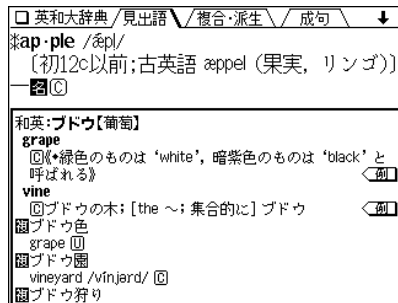 英和大辞典 見出語 複合·派生 成句
*ap·ple /ǽpl/
〔初12c以前;古英語 æppel (果実, リンゴ)〕
—名Ⓒ
和英:ブドウ【葡萄】
grape
Ⓒ《◆緑色のものは ‘white’, 暗紫色のものは ‘black’ と
呼ばれる》 例
vine
Ⓒブドウの木; [the ～; 集合的に] ブドウ 例
複ブドウ色
grape Ⓤ
複ブドウ園
vineyard /vínjərd/ Ⓒ
複ブドウ狩り